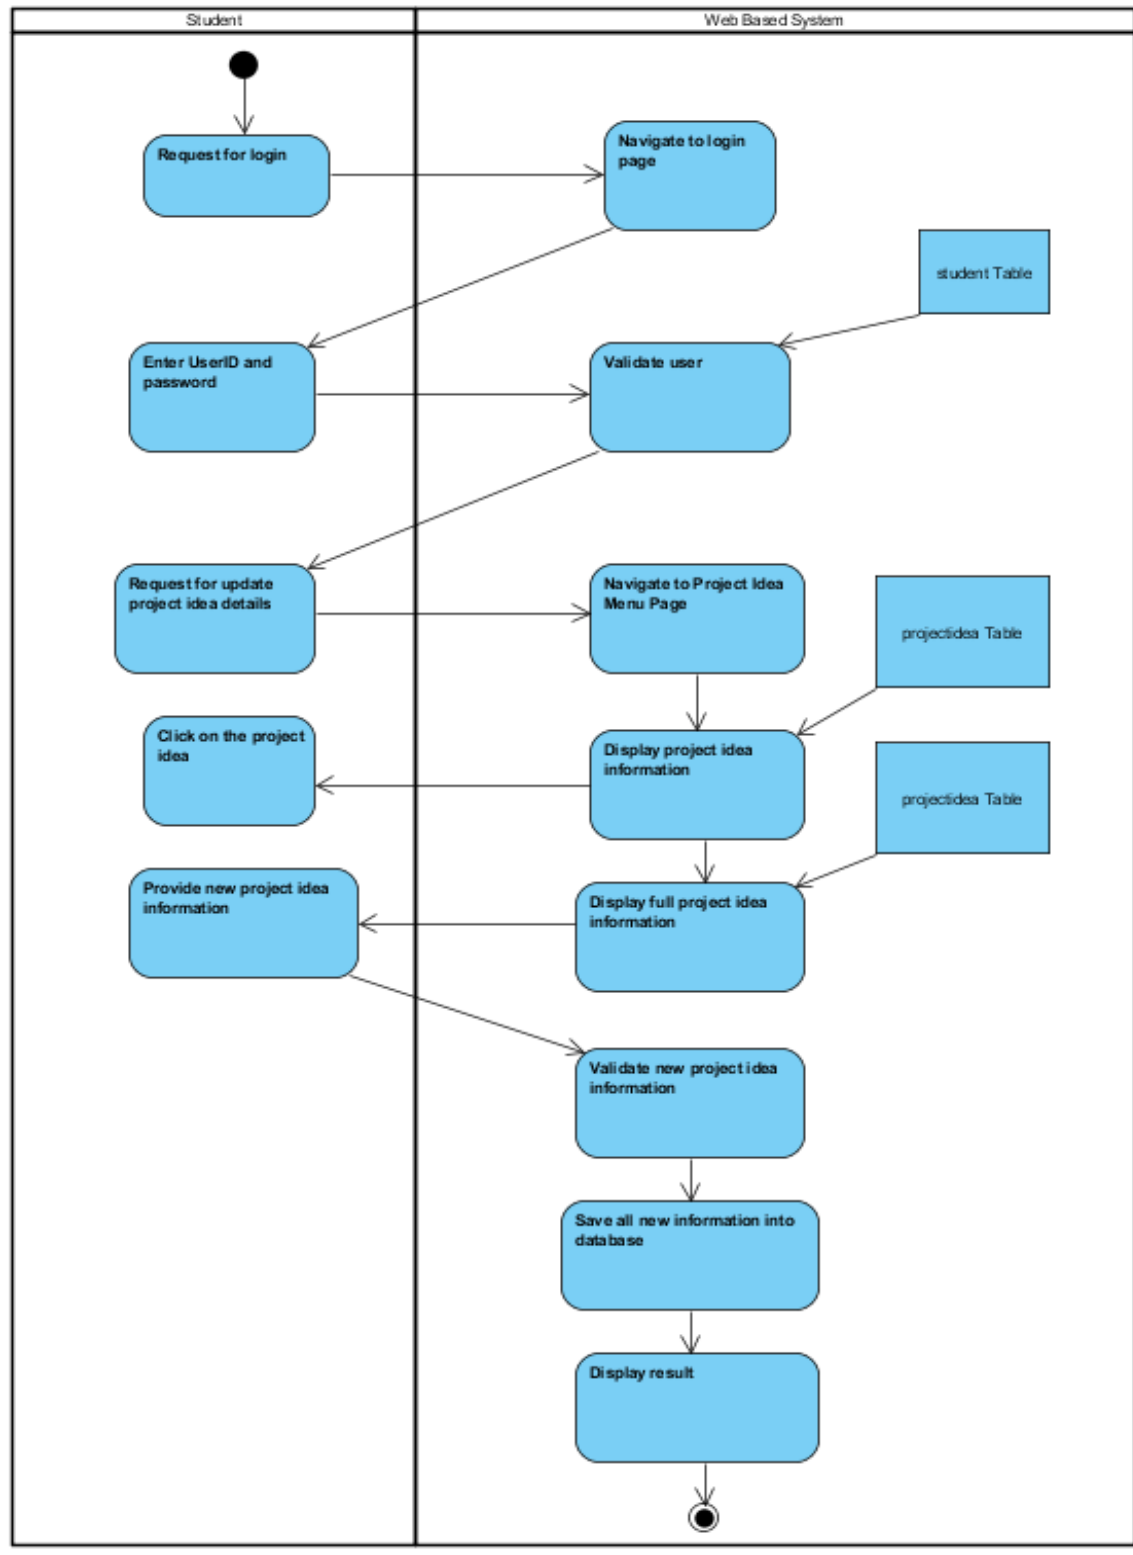 Student
Web Based System
Request for login
Navigate to login
page
student Table
Enter UserID and
password
Validate user
Request for update
project idea details
Navigate to Project Idea
Menu Page
projectidea Table
Click on the project
idea
Display project idea
information
projectidea Table
Provide new project idea
information
Display full project idea
information
Validate new project idea
information
Save all new information into
database
Display result